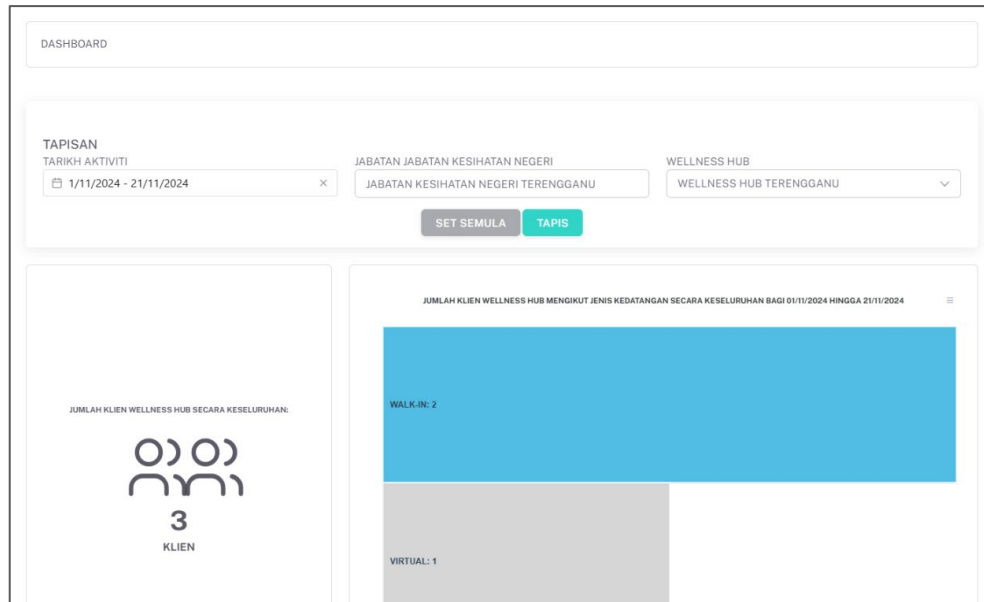 DASHBOARD
TAPISAN
TARIKH AKTIVITI
1/11/2024 - 21/11/2024
JABATAN JABATAN KESIHATAN NEGERI
JABATAN KESIHATAN NEGERI TERENGGANU
WELLNESS HUB
WELLNESS HUB TERENGGANU
SET SEMULA
TAPIS
JUMLAH KLIEN WELLNESS HUB SECARA KESELURUHAN:
3
KLIEN
JUMLAH KLIEN WELLNESS HUB MENGIKUT JENIS KEDATANGAN SECARA KESELURUHAN BAGI 01/11/2024 HINGGA 21/11/2024
WALK-IN: 2
VIRTUAL: 1